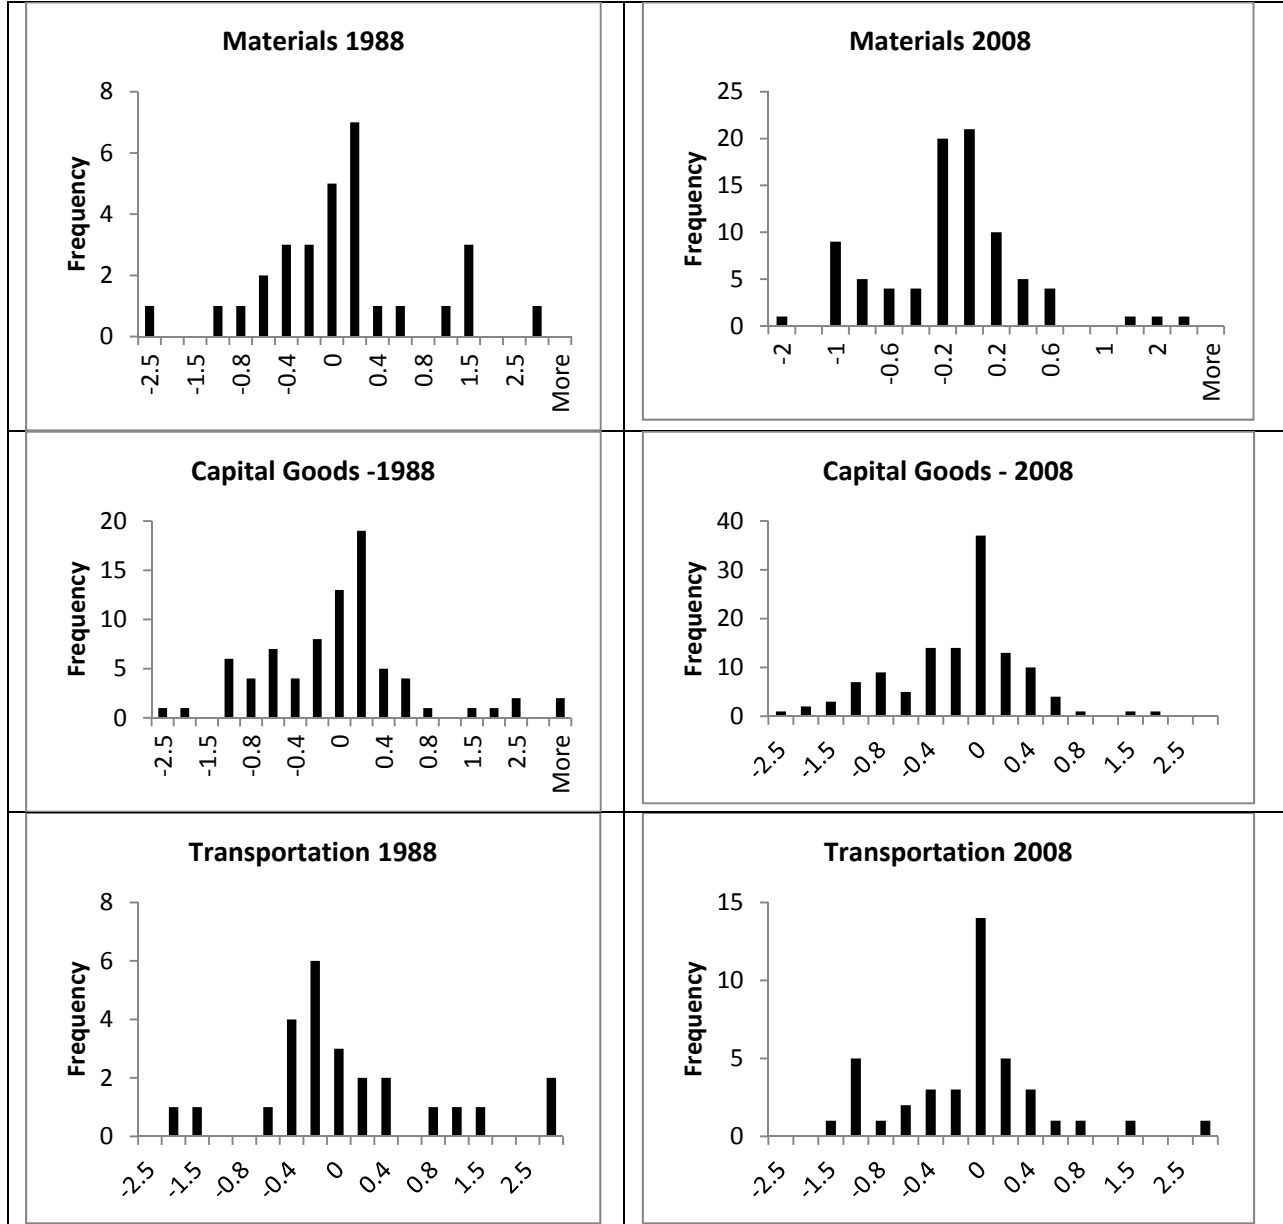 Materials 1988
8
6
4
2
0
Frequency
-2.5 -1.5 -0.8 -0.4 0 0.4 0.8 1.5 2.5 More
Materials 2008
25
20
15
10
5
0
Frequency
-2 -1 -0.6 -0.2 0.2 0.6 1 2 More
Capital Goods -1988
20
15
10
5
0
Frequency
-2.5 -1.5 -0.8 -0.4 0 0.4 0.8 1.5 2.5 More
Capital Goods - 2008
40
30
20
10
0
Frequency
-2.5 -1.5 -0.8 -0.4 0 0.4 0.8 1.5 2.5
Transportation 1988
8
6
4
2
0
Frequency
-2.5 -1.5 -0.8 -0.4 0 0.4 0.8 1.5 2.5
Transportation 2008
15
10
5
0
Frequency
-2.5 -1.5 -0.8 -0.4 0 0.4 0.8 1.5 2.5